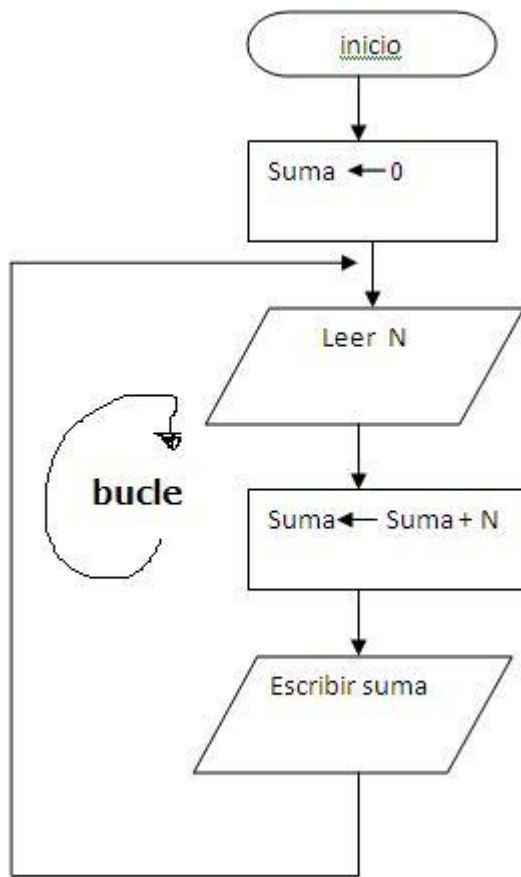 inicio
Suma ← 0
Leer N
bucle
Suma ← Suma + N
Escribir suma